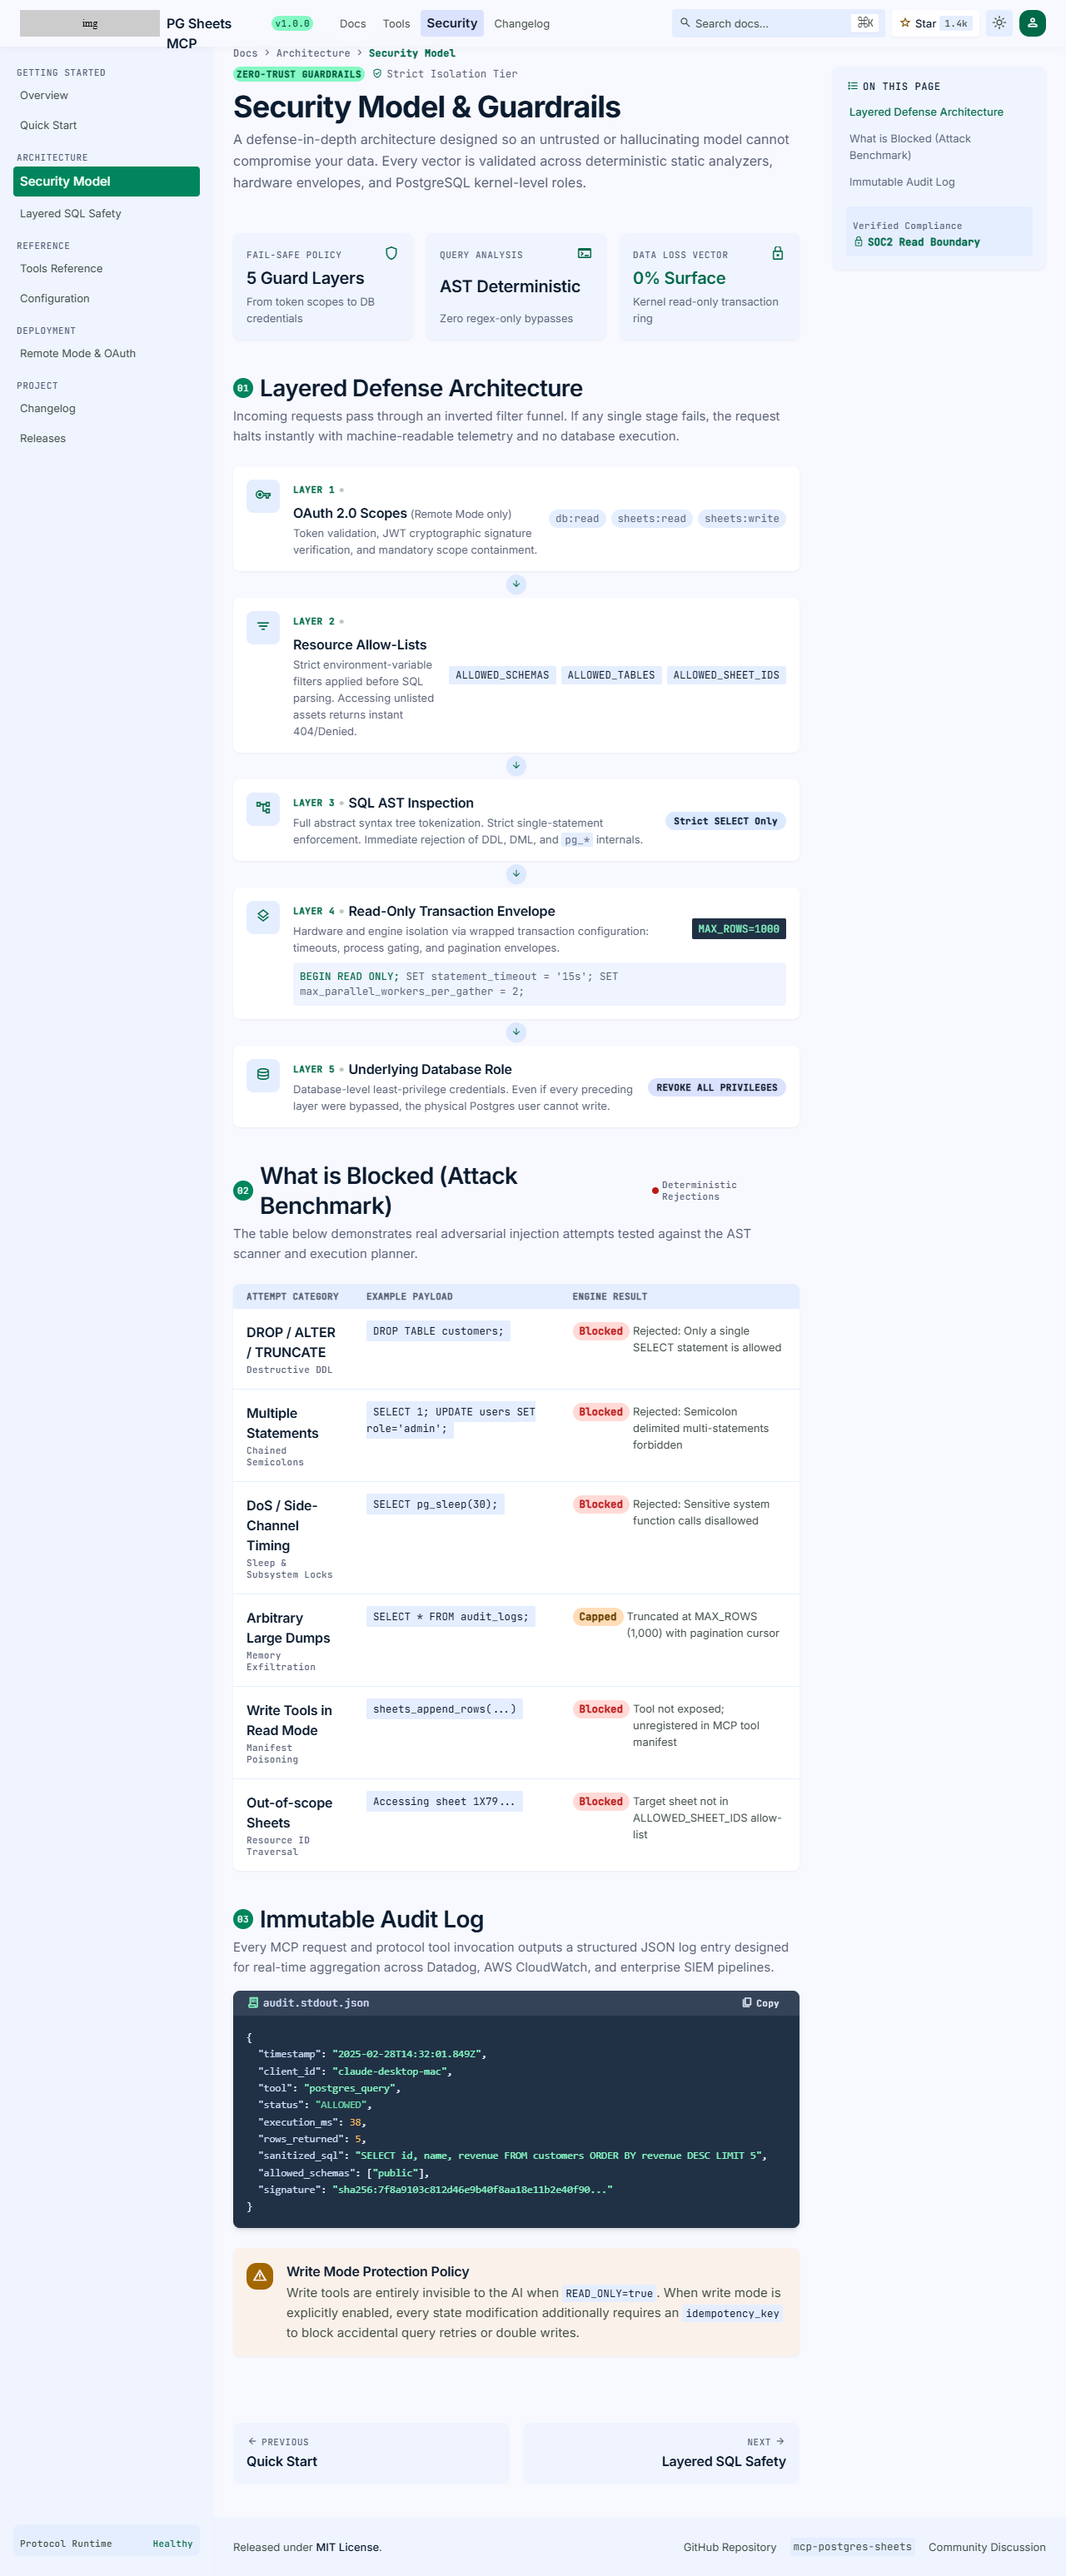 img
PG Sheets
MCP
v1.0.0
Docs
Tools
Security
Changelog
Search docs...
⌘K
Star 1.4k
GETTING STARTED
Overview
Quick Start
ARCHITECTURE
Security Model
Layered SQL Safety
REFERENCE
Tools Reference
Configuration
DEPLOYMENT
Remote Mode & OAuth
PROJECT
Changelog
Releases
Protocol Runtime Healthy
Docs > Architecture > Security Model
ZERO-TRUST GUARDRAILS Strict Isolation Tier
Security Model & Guardrails
A defense-in-depth architecture designed so an untrusted or hallucinating model cannot
compromise your data. Every vector is validated across deterministic static analyzers,
hardware envelopes, and PostgreSQL kernel-level roles.
FAIL-SAFE POLICY
5 Guard Layers
From token scopes to DB
credentials
QUERY ANALYSIS
AST Deterministic
Zero regex-only bypasses
DATA LOSS VECTOR
0% Surface
Kernel read-only transaction
ring
01 Layered Defense Architecture
Incoming requests pass through an inverted filter funnel. If any single stage fails, the request
halts instantly with machine-readable telemetry and no database execution.
LAYER 1
OAuth 2.0 Scopes (Remote Mode only)
Token validation, JWT cryptographic signature
verification, and mandatory scope containment.
db:read sheets:read sheets:write
LAYER 2
Resource Allow-Lists
Strict environment-variable
filters applied before SQL
parsing. Accessing unlisted
assets returns instant
404/Denied.
ALLOWED_SCHEMAS ALLOWED_TABLES ALLOWED_SHEET_IDS
LAYER 3 SQL AST Inspection
Full abstract syntax tree tokenization. Strict single-statement
enforcement. Immediate rejection of DDL, DML, and pg_* internals.
Strict SELECT Only
LAYER 4 Read-Only Transaction Envelope
Hardware and engine isolation via wrapped transaction configuration:
timeouts, process gating, and pagination envelopes.
MAX_ROWS=1000
BEGIN READ ONLY; SET statement_timeout = '15s'; SET
max_parallel_workers_per_gather = 2;
LAYER 5 Underlying Database Role
Database-level least-privilege credentials. Even if every preceding
layer were bypassed, the physical Postgres user cannot write.
REVOKE ALL PRIVILEGES
02 What is Blocked (Attack
Benchmark)
Deterministic
Rejections
The table below demonstrates real adversarial injection attempts tested against the AST
scanner and execution planner.
ATTEMPT CATEGORY EXAMPLE PAYLOAD ENGINE RESULT
DROP / ALTER
/ TRUNCATE
Destructive DDL
DROP TABLE customers;
Blocked Rejected: Only a single
SELECT statement is allowed
Multiple
Statements
Chained
Semicolons
SELECT 1; UPDATE users SET
role='admin';
Blocked Rejected: Semicolon
delimited multi-statements
forbidden
DoS / Side-
Channel
Timing
Sleep &
Subsystem Locks
SELECT pg_sleep(30);
Blocked Rejected: Sensitive system
function calls disallowed
Arbitrary
Large Dumps
Memory
Exfiltration
SELECT * FROM audit_logs;
Capped Truncated at MAX_ROWS
(1,000) with pagination cursor
Write Tools in
Read Mode
Manifest
Poisoning
sheets_append_rows(...)
Blocked Tool not exposed;
unregistered in MCP tool
manifest
Out-of-scope
Sheets
Resource ID
Traversal
Accessing sheet 1X79...
Blocked Target sheet not in
ALLOWED_SHEET_IDS allow-
list
03 Immutable Audit Log
Every MCP request and protocol tool invocation outputs a structured JSON log entry designed
for real-time aggregation across Datadog, AWS CloudWatch, and enterprise SIEM pipelines.
audit.stdout.json Copy
{
"timestamp": "2025-02-28T14:32:01.849Z",
"client_id": "claude-desktop-mac",
"tool": "postgres_query",
"status": "ALLOWED",
"execution_ms": 38,
"rows_returned": 5,
"sanitized_sql": "SELECT id, name, revenue FROM customers ORDER BY revenue DESC LIMIT 5",
"allowed_schemas": ["public"],
"signature": "sha256:7f8a9103c812d46e9b40f8aa18e11b2e40f90..."
}
Write Mode Protection Policy
Write tools are entirely invisible to the AI when READ_ONLY=true. When write mode is
explicitly enabled, every state modification additionally requires an idempotency_key
to block accidental query retries or double writes.
PREVIOUS
Quick Start
NEXT
Layered SQL Safety
ON THIS PAGE
Layered Defense Architecture
What is Blocked (Attack
Benchmark)
Immutable Audit Log
Verified Compliance
SOC2 Read Boundary
Released under MIT License.
GitHub Repository mcp-postgres-sheets Community Discussion